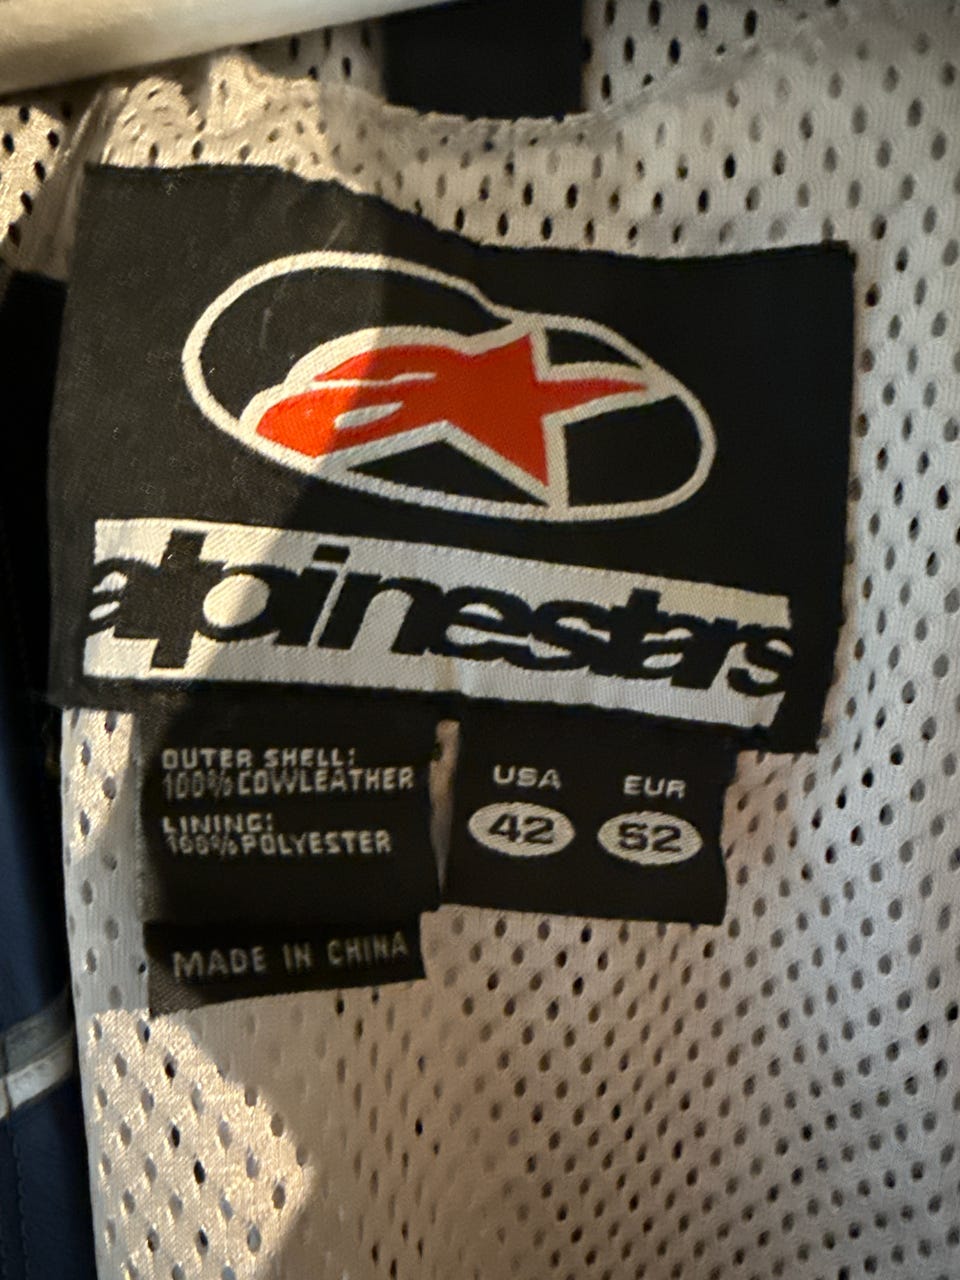 alpinestars
OUTER SHELL:
100% COWLEATHER
LINING:
100% POLYESTER
MADE IN CHINA
USA EUR
42 52